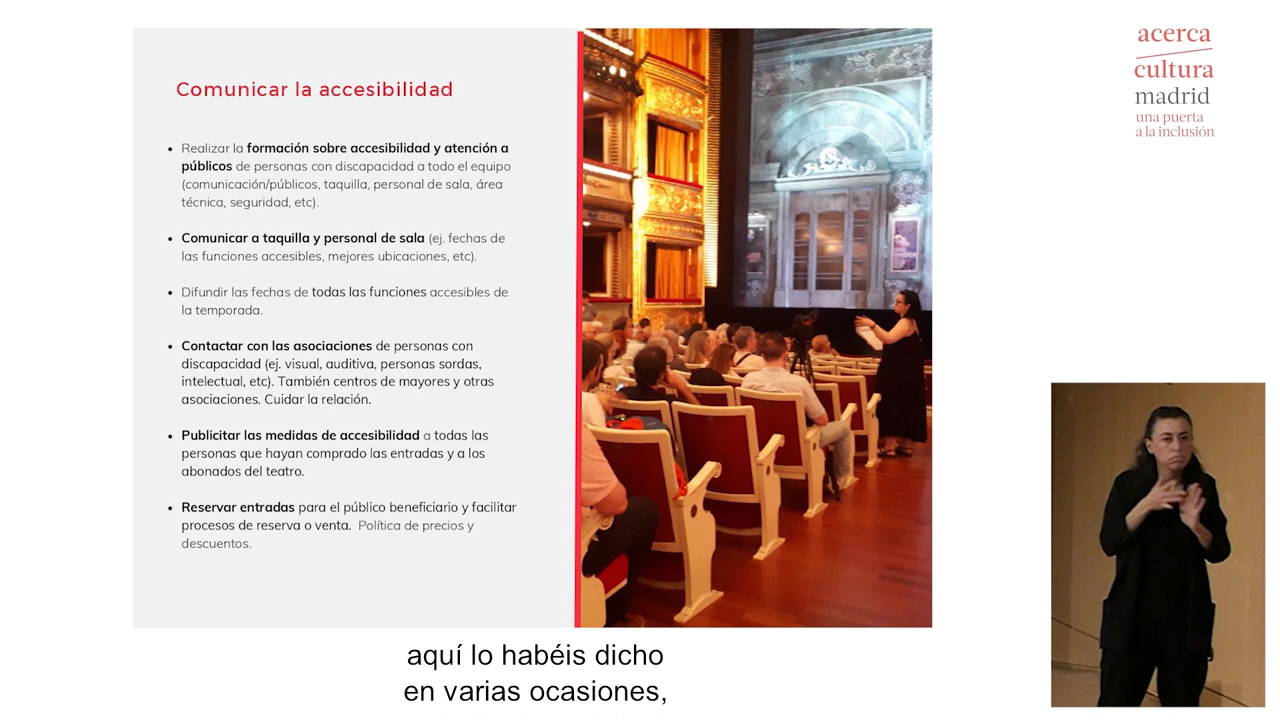 Comunicar la accesibilidad
• Realizar la formación sobre accesibilidad y atención a
públicos de personas con discapacidad a todo el equipo
(comunicación/públicos, taquilla, personal de sala, área
técnica, seguridad, etc).
• Comunicar a taquilla y personal de sala (ej. fechas de
las funciones accesibles, mejores ubicaciones, etc).
• Difundir las fechas de todas las funciones accesibles de
la temporada.
• Contactar con las asociaciones de personas con
discapacidad (ej. visual, auditiva, personas sordas,
intelectual, etc). También centros de mayores y otras
asociaciones. Cuidar la relación.
• Publicitar las medidas de accesibilidad a todas las
personas que hayan comprado las entradas y a los
abonados del teatro.
• Reservar entradas para el público beneficiario y facilitar
procesos de reserva o venta. Política de precios y
descuentos.
acerca
cultura
madrid
una puerta
a la inclusión
aquí lo habéis dicho
en varias ocasiones,